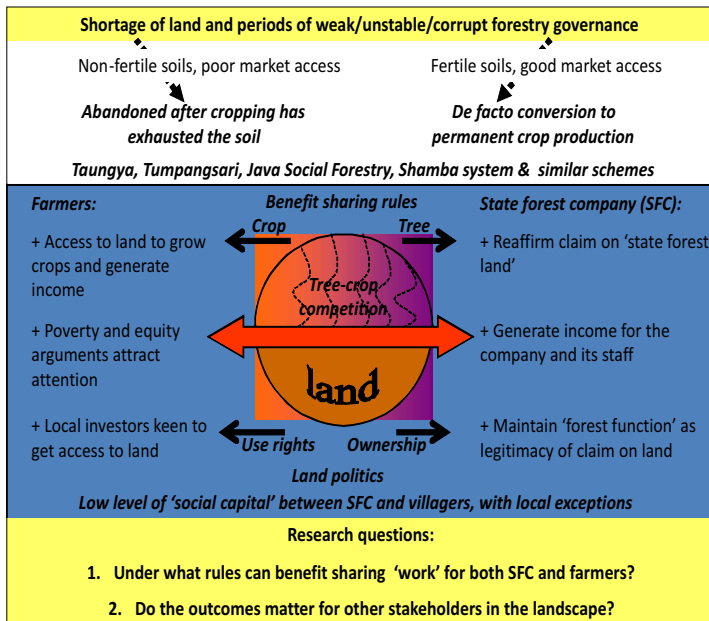 Shortage of land and periods of weak/unstable/corrupt forestry governance
Non-fertile soils, poor market access
Fertile soils, good market access
Abandoned after cropping has
exhausted the soil
De facto conversion to
permanent crop production
Taungya, Tumpangsari, Java Social Forestry, Shamba system & similar schemes
Farmers:
Benefit sharing rules
State forest company (SFC):
Crop
Tree
+ Access to land to grow
crops and generate
income
+ Reaffirm claim on ‘state forest
land’
Tree-crop
competition
+ Poverty and equity
arguments attract
attention
+ Generate income for the
company and its staff
land
+ Local investors keen to
get access to land
Use rights
Ownership
+ Maintain ‘forest function’ as
legitimacy of claim on land
Land politics
Low level of ‘social capital’ between SFC and villagers, with local exceptions
Research questions:
1. Under what rules can benefit sharing ‘work’ for both SFC and farmers?
2. Do the outcomes matter for other stakeholders in the landscape?